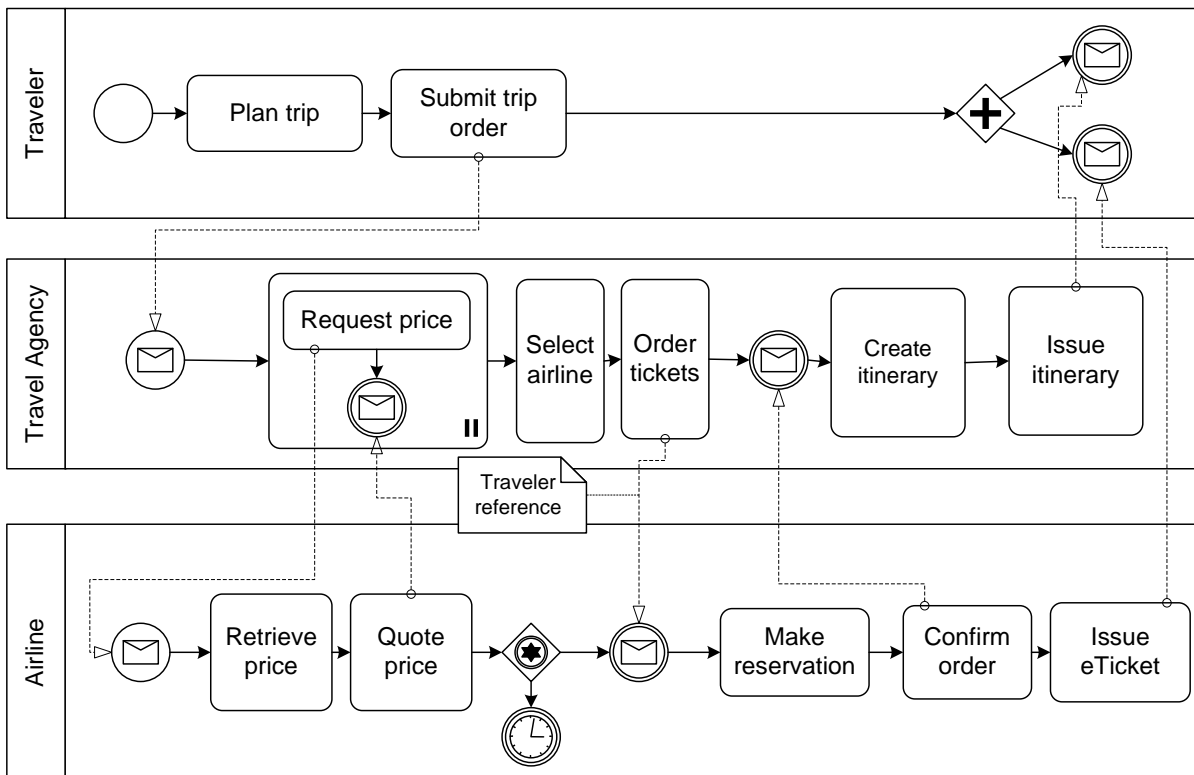 Traveler
Plan trip
Submit trip
order
Travel Agency
Request price
Select
airline
Order
tickets
Create
itinerary
Issue
itinerary
Traveler
reference
Airline
Retrieve
price
Quote
price
Make
reservation
Confirm
order
Issue
eTicket